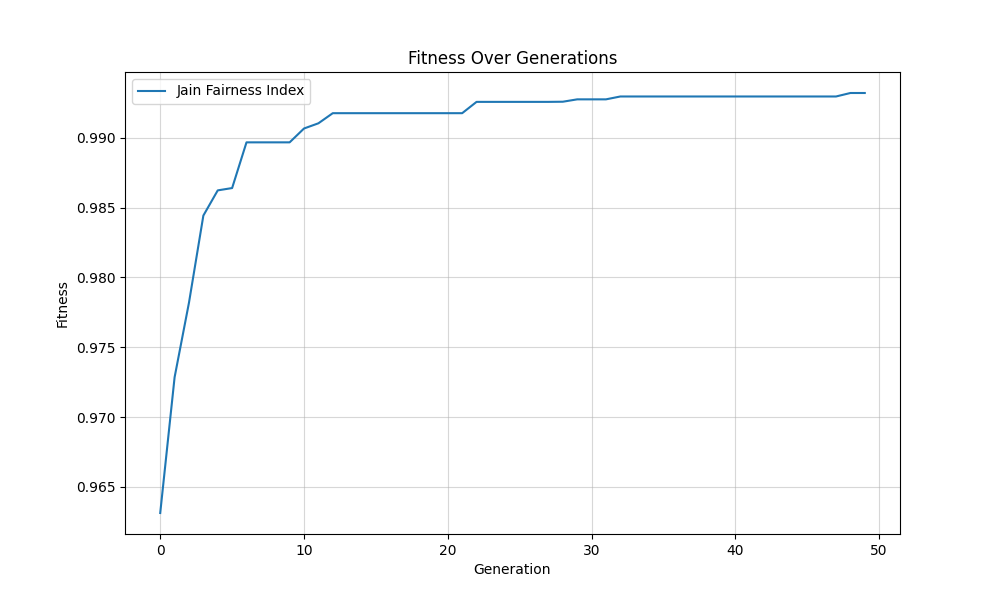 Fitness Over Generations
Jain Fairness Index
0.990
0.985
0.980
0.975
0.970
0.965
Fitness
0 10 20 30 40 50
Generation